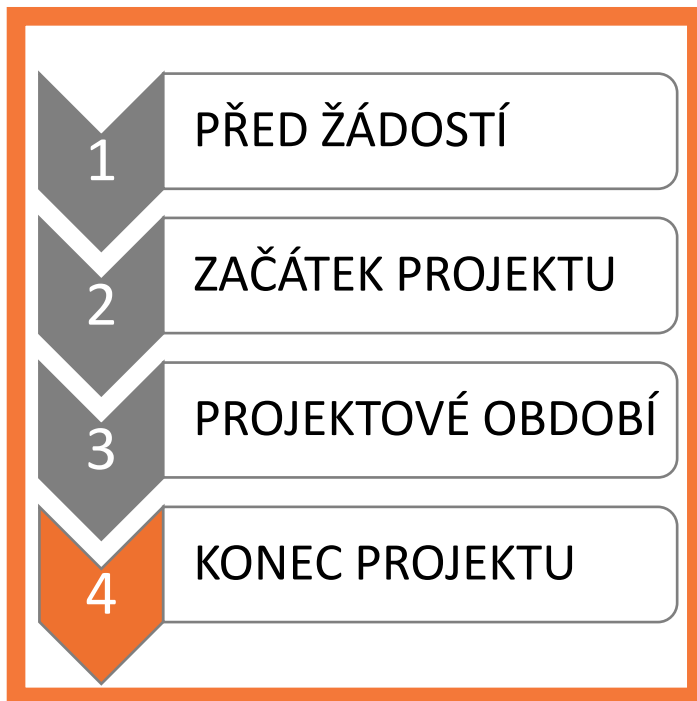 1
PŘED ŽÁDOSTÍ
2
ZAČÁTEK PROJEKTU
3
PROJEKTOVÉ OBDOBÍ
4
KONEC PROJEKTU